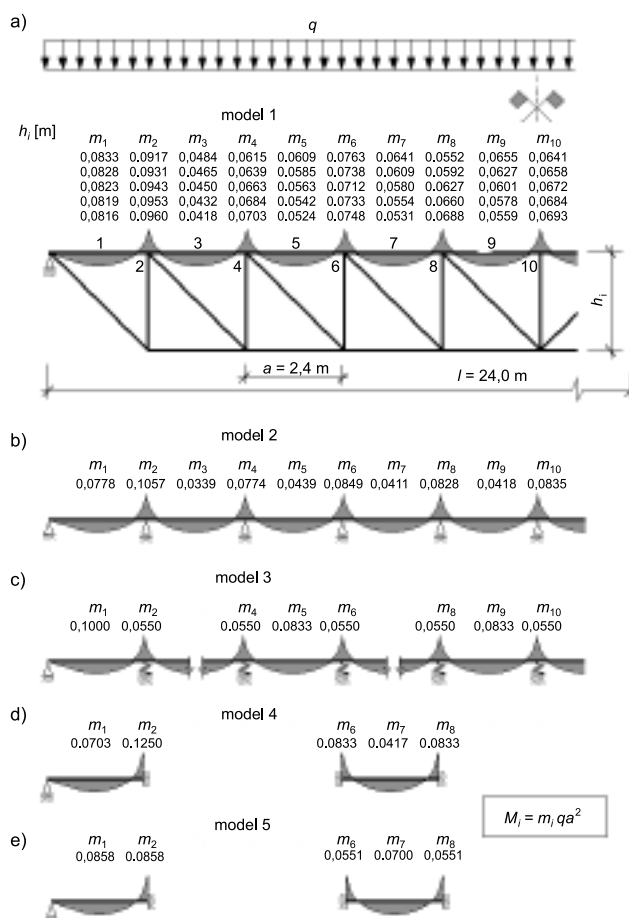 a)
q
model 1
hᵢ [m]
m₁ m₂ m₃ m₄ m₅ m₆ m₇ m₈ m₉ m₁₀
0,0833 0.0917 0,0484 0,0615 0.0609 0.0763 0.0641 0.0552 0,0655 0,0641
0,0828 0.0931 0.0465 0,0639 0,0585 0,0738 0.0609 0.0592 0,0627 0,0658
0,0823 0,0943 0.0450 0,0663 0,0563 0,0712 0,0580 0.0627 0,0601 0,0672
0,0819 0,0953 0.0432 0,0684 0.0542 0,0733 0,0554 0.0660 0,0578 0,0684
0,0816 0.0960 0,0418 0,0703 0.0524 0,0748 0,0531 0.0688 0,0559 0,0693
1 3 5 7 9
2 4 6 8 10
hᵢ
a = 2,4 m
l = 24,0 m
b)
model 2
m₁ m₂ m₃ m₄ m₅ m₆ m₇ m₈ m₉ m₁₀
0,0778 0,1057 0,0339 0,0774 0,0439 0,0849 0,0411 0,0828 0,0418 0,0835
c)
model 3
m₁ m₂ m₄ m₅ m₆ m₈ m₉ m₁₀
0,1000 0,0550 0.0550 0.0833 0,0550 0,0550 0,0833 0,0550
d)
model 4
m₁ m₂ m₆ m₇ m₈
0.0703 0.1250 0.0833 0.0417 0.0833
Mᵢ = mᵢ qa²
e)
model 5
m₁ m₂ m₆ m₇ m₈
0,0858 0.0858 0,0551 0.0700 0,0551